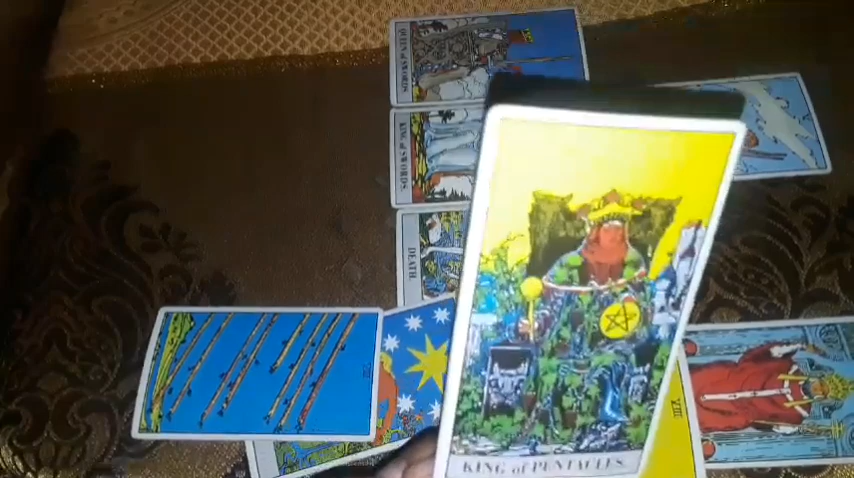 QUEEN of SWORDS.
KING of SWORDS.
DEATH.
XIII
KING of PENTACLES.